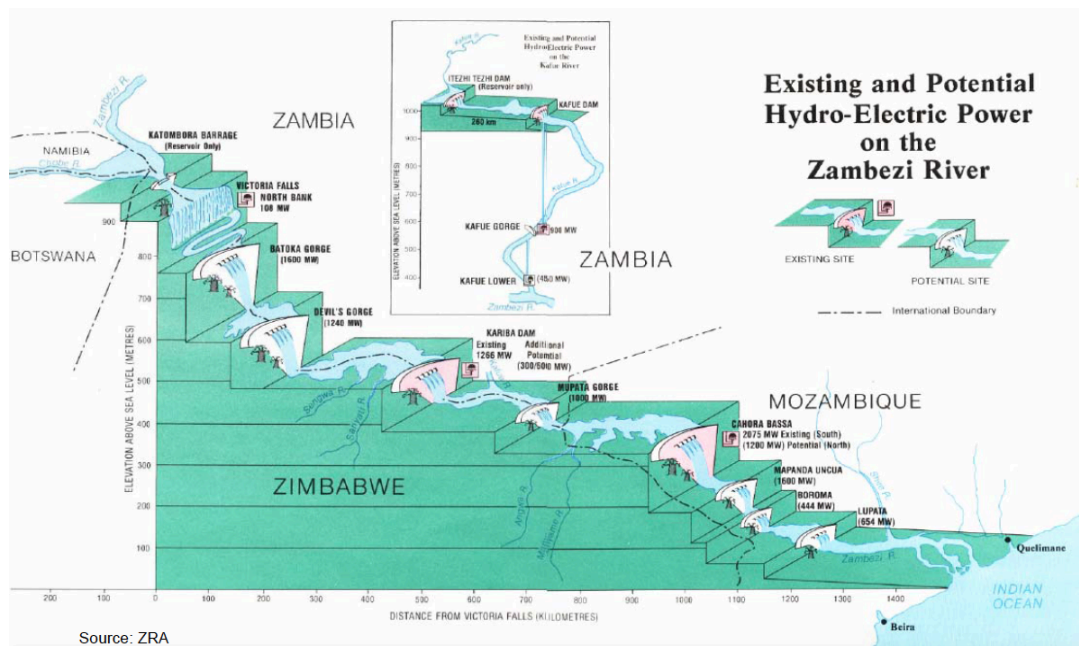 Existing and Potential
Hydro-Electric Power
on the
Zambezi River
EXISTING SITE
POTENTIAL SITE
International Boundary
Existing and Potential
Hydro-Electric Power
on the
Kafue River
Kafue R.
ITEZHI TEZHI DAM
(Reservoir only)
KAFUE DAM
260 km
ELEVATION ABOVE SEA LEVEL (METRES)
1000
900
800
700
600
500
400
Kafue R.
KAFUE GORGE
900 MW
KAFUE LOWER
(450 MW)
Zambezi R.
ZAMBIA
ZAMBIA
Zambezi R.
NAMIBIA
Chobe R.
BOTSWANA
KATOMBORA BARRAGE
(Reservoir Only)
VICTORIA FALLS
NORTH BANK
108 MW
BATOKA GORGE
(1600 MW)
DEVIL'S GORGE
(1240 MW)
KARIBA DAM
Existing
1266 MW
Additional
Potential
(300/500 MW)
Kafue R.
Sengwa R.
Sanyati R.
MUPATA GORGE
(1000 MW)
MOZAMBIQUE
CAHORA BASSA
2075 MW Existing (South)
(1200 MW) Potential (North)
MAPANDA UNCUA
(1600 MW)
BOROMA
(444 MW)
LUPATA
(654 MW)
Shire R.
Zambezi R.
Quelimane
INDIAN
OCEAN
Beira
ZIMBABWE
ELEVATION ABOVE SEA LEVEL (METRES)
900
800
700
600
500
400
300
200
100
200
100
0
100
200
300
400
500
600
700
800
900
1000
1100
1200
1300
1400
DISTANCE FROM VICTORIA FALLS (KILOMETRES)
Source: ZRA